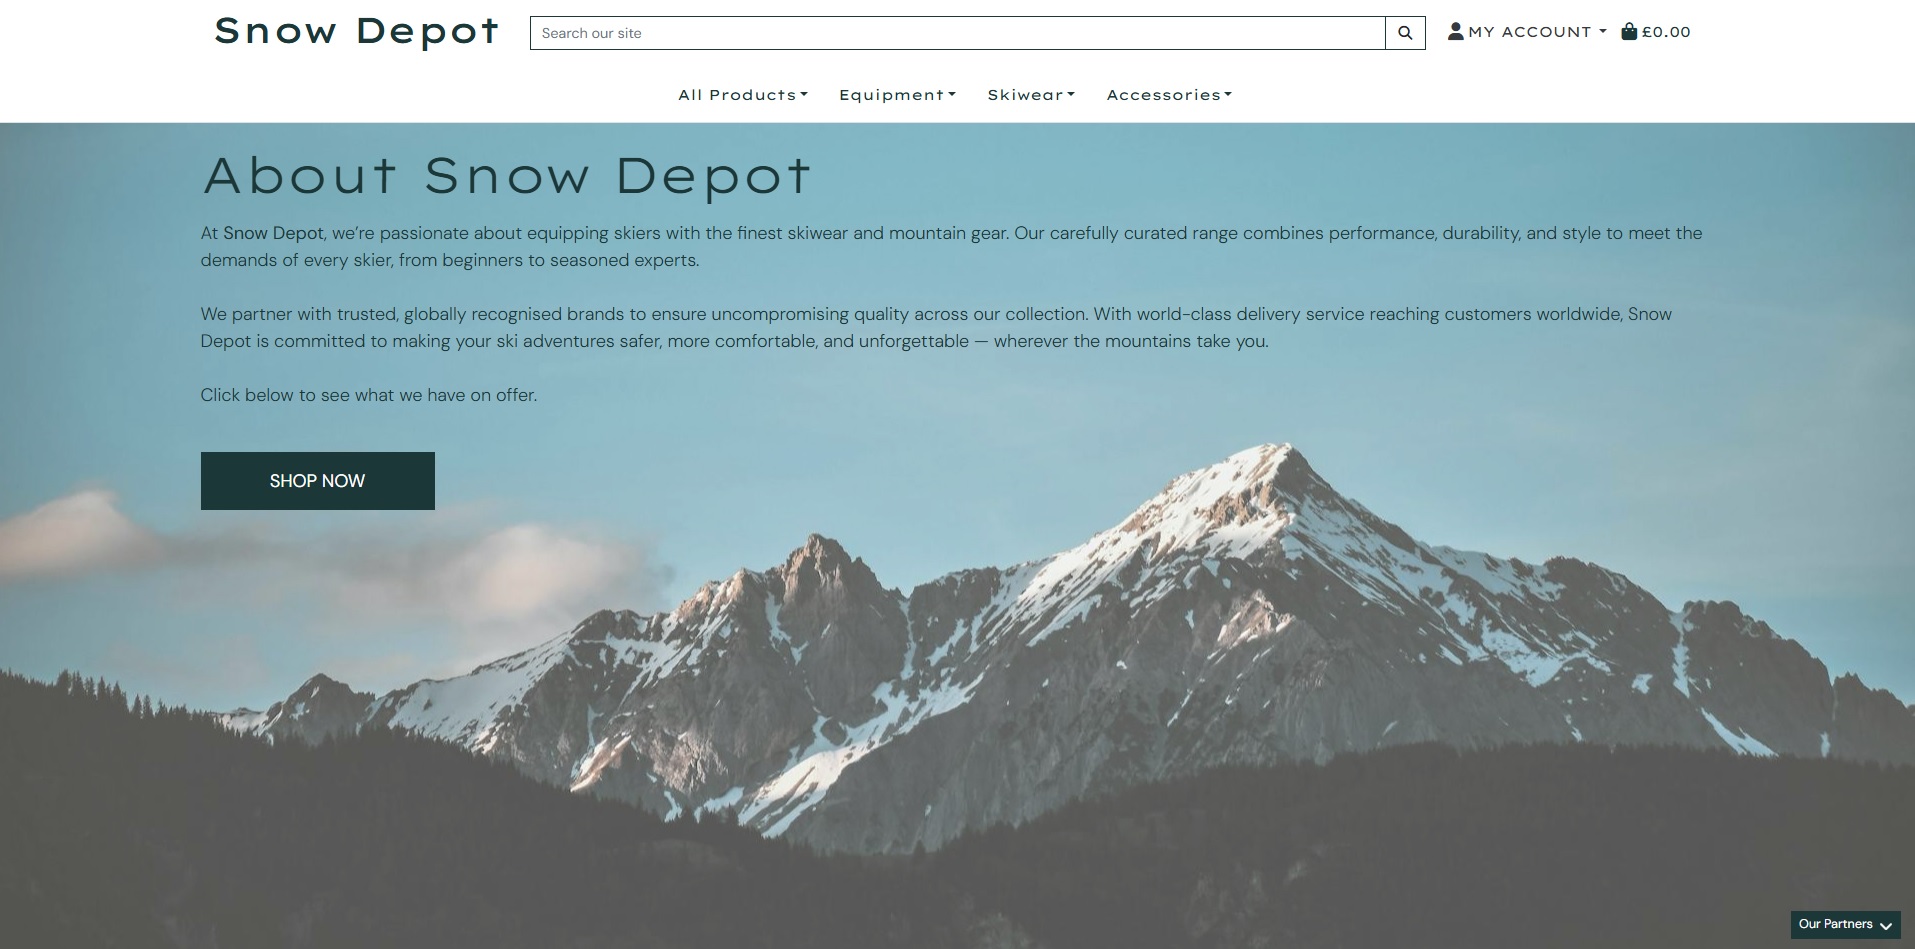 Snow Depot
Search our site
MY ACCOUNT
£0.00
All Products
Equipment
Skiwear
Accessories
About Snow Depot
At Snow Depot, we’re passionate about equipping skiers with the finest skiwear and mountain gear. Our carefully curated range combines performance, durability, and style to meet the
demands of every skier, from beginners to seasoned experts.
We partner with trusted, globally recognised brands to ensure uncompromising quality across our collection. With world-class delivery service reaching customers worldwide, Snow
Depot is committed to making your ski adventures safer, more comfortable, and unforgettable — wherever the mountains take you.
Click below to see what we have on offer.
SHOP NOW
Our Partners